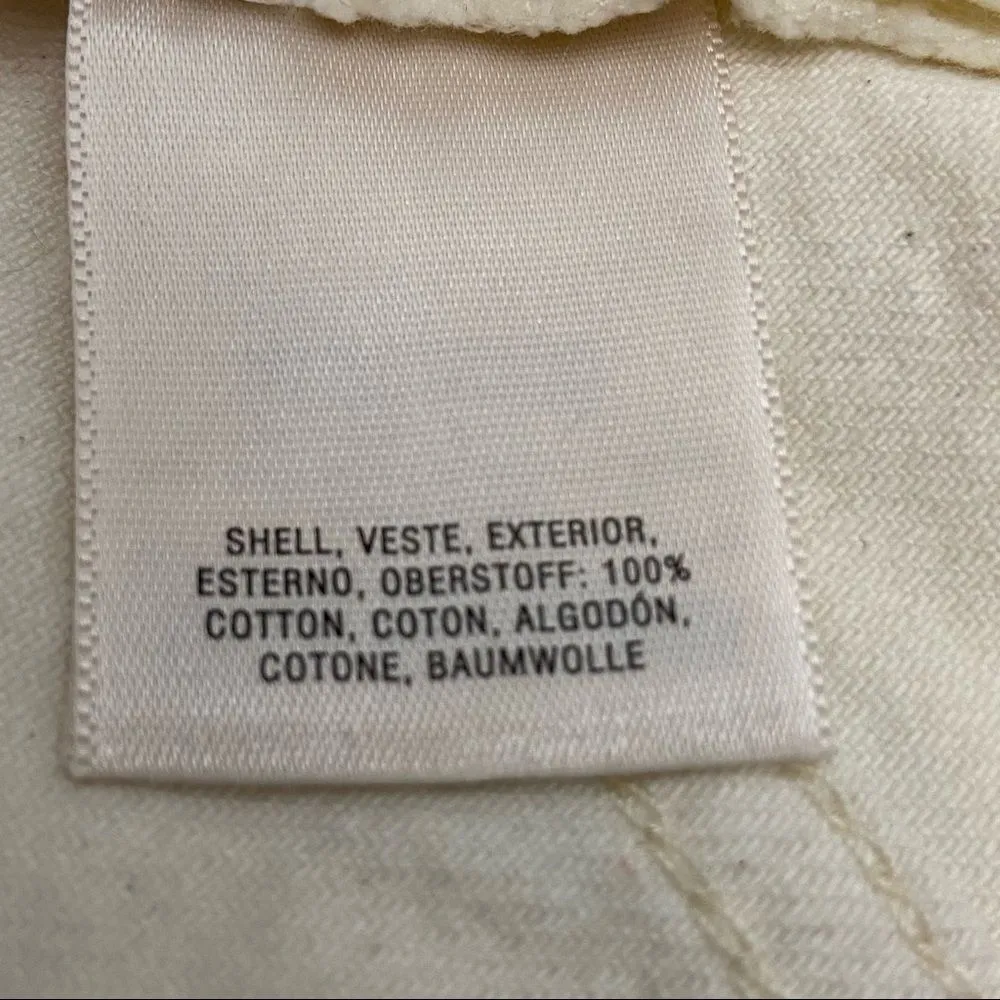 SHELL, VESTE, EXTERIOR,
ESTERNO, OBERSTOFF: 100%
COTTON, COTON, ALGODÓN,
COTONE, BAUMWOLLE